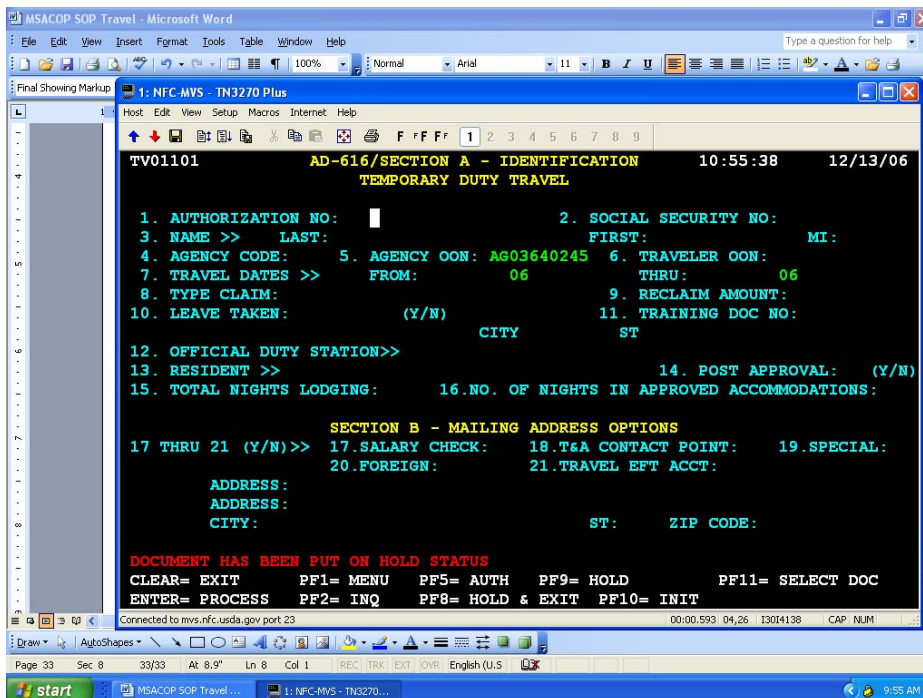 MSACOP SOP Travel - Microsoft Word
File Edit View Insert Format Tools Table Window Help Type a question for help
100% Normal Arial 11 B I U
Final Showing Markup
1: NFC-MVS - TN3270 Plus
Host Edit View Setup Macros Internet Help
1 2 3 4 5 6 7 8 9
TV01101 AD-616/SECTION A - IDENTIFICATION 10:55:38 12/13/06
TEMPORARY DUTY TRAVEL
1. AUTHORIZATION NO: 2. SOCIAL SECURITY NO:
3. NAME >> LAST: FIRST: MI:
4. AGENCY CODE: 5. AGENCY OON: AG03640245 6. TRAVELER OON:
7. TRAVEL DATES >> FROM: 06 THRU: 06
8. TYPE CLAIM: 9. RECLAIM AMOUNT:
10. LEAVE TAKEN: (Y/N) 11. TRAINING DOC NO:
CITY ST
12. OFFICIAL DUTY STATION>>
13. RESIDENT >> 14. POST APPROVAL: (Y/N)
15. TOTAL NIGHTS LODGING: 16.NO. OF NIGHTS IN APPROVED ACCOMMODATIONS:
SECTION B - MAILING ADDRESS OPTIONS
17 THRU 21 (Y/N)>> 17.SALARY CHECK: 18.T&A CONTACT POINT: 19.SPECIAL:
20.FOREIGN: 21.TRAVEL EFT ACCT:
ADDRESS:
ADDRESS:
CITY: ST: ZIP CODE:
DOCUMENT HAS BEEN PUT ON HOLD STATUS
CLEAR= EXIT PF1= MENU PF5= AUTH PF9= HOLD PF11= SELECT DOC
ENTER= PROCESS PF2= INQ PF8= HOLD & EXIT PF10= INIT
Connected to mvs.nfc.usda.gov port 23 00:00.593 04,26 I30I4138 CAP NUM
Draw AutoShapes
Page 33 Sec 8 33/33 At 8.9" Ln 8 Col 1 REC TRK EXT OVR English (U.S
start MSACOP SOP Travel ... 1: NFC-MVS - TN3270... 9:55 AM